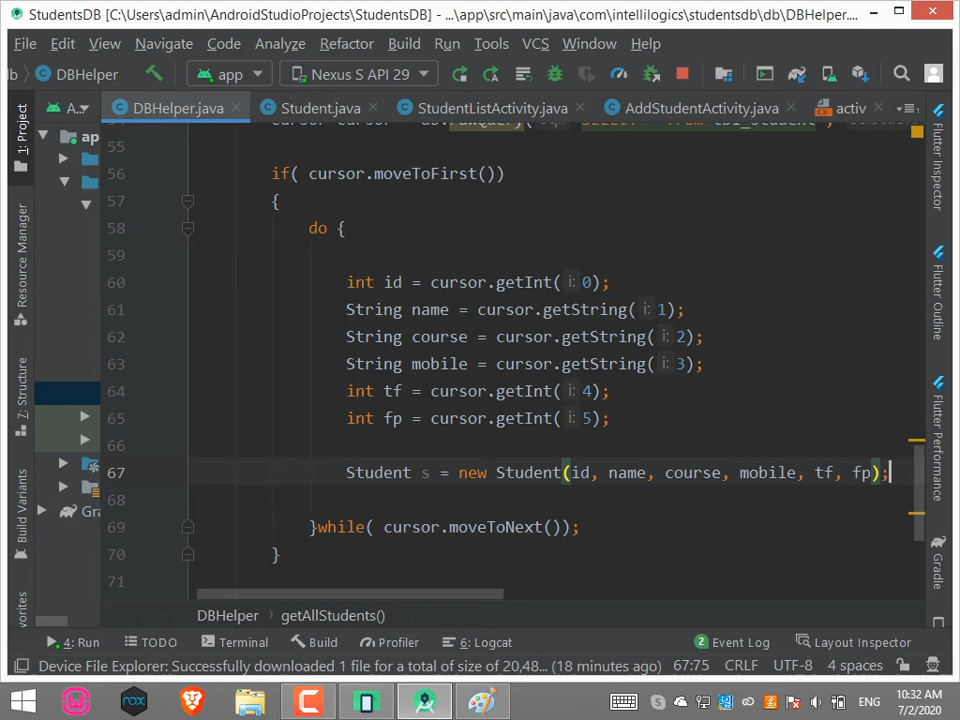 StudentsDB [C:\Users\admin\AndroidStudioProjects\StudentsDB] - ...\app\src\main\java\com\intellilogics\studentsdb\db\DBHelper....
File Edit View Navigate Code Analyze Refactor Build Run Tools VCS Window Help
db DBHelper app Nexus S API 29
A... DBHelper.java Student.java StudentListActivity.java AddStudentActivity.java activ
55
56 if( cursor.moveToFirst())
57 {
58 do {
59
60 int id = cursor.getInt( i: 0);
61 String name = cursor.getString( i: 1);
62 String course = cursor.getString( i: 2);
63 String mobile = cursor.getString( i: 3);
64 int tf = cursor.getInt( i: 4);
65 int fp = cursor.getInt( i: 5);
66
67 Student s = new Student(id, name, course, mobile, tf, fp);
68
69 }while( cursor.moveToNext());
70 }
71
DBHelper getAllStudents()
4: Run TODO Terminal Build Profiler 6: Logcat 2 Event Log Layout Inspector
Device File Explorer: Successfully downloaded 1 file for a total of size of 20,48... (18 minutes ago) 67:75 CRLF UTF-8 4 spaces
ENG 10:32 AM
7/2/2020
1: Project
Resource Manager
7: Structure
Build Variants
ap
Gra
Flutter Inspector
Flutter Outline
Flutter Performance
Gradle
nox